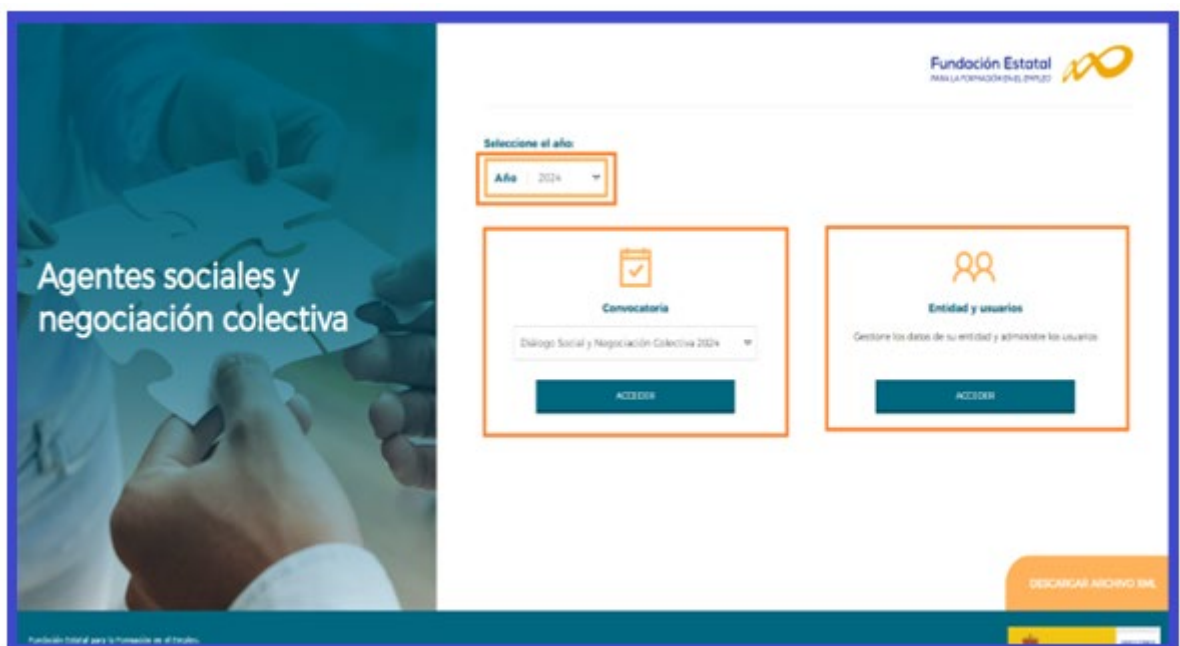 Fundación Estatal
PARA LA FORMACIÓN EN EL EMPLEO
Seleccione el año:
Año 2024
Agentes sociales y
negociación colectiva
Convocatoria
Diálogo Social y Negociación Colectiva 2024
ACCEDER
Entidad y usuarios
Gestione los datos de su entidad y administre los usuarios
ACCEDER
DESCARGAR ARCHIVO XML
Fundación Estatal para la Formación en el Empleo.